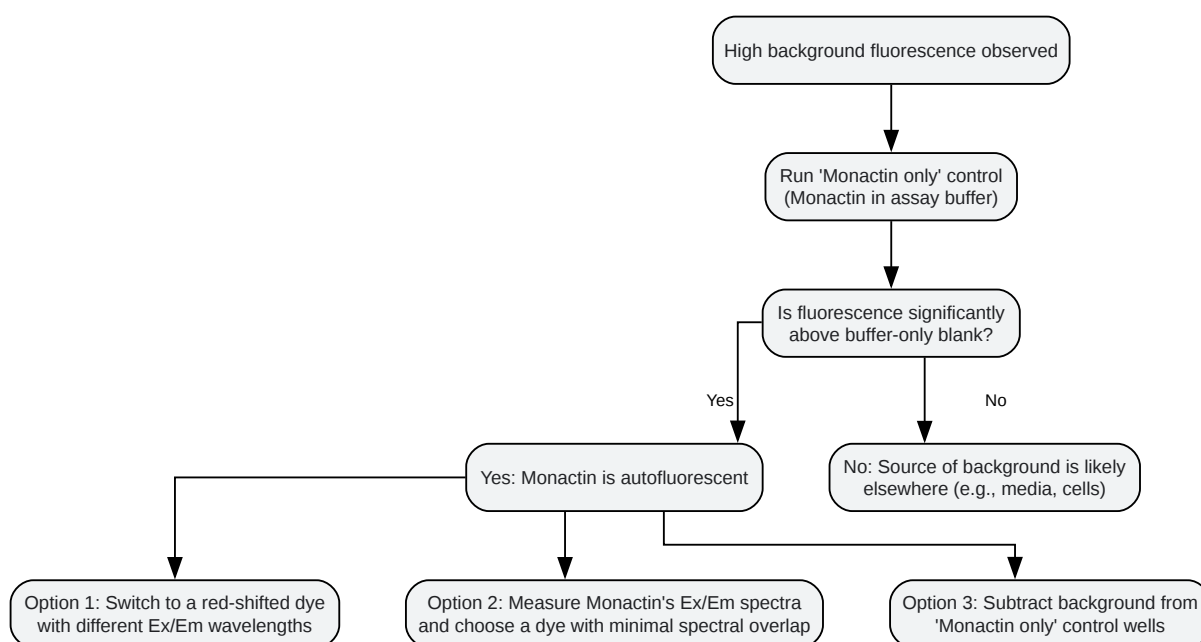 High background fluorescence observed
Run 'Monactin only' control
(Monactin in assay buffer)
Is fluorescence significantly
above buffer-only blank?
Yes
No
Yes: Monactin is autofluorescent
No: Source of background is likely
elsewhere (e.g., media, cells)
Option 1: Switch to a red-shifted dye
with different Ex/Em wavelengths
Option 2: Measure Monactin's Ex/Em spectra
and choose a dye with minimal spectral overlap
Option 3: Subtract background from
'Monactin only' control wells